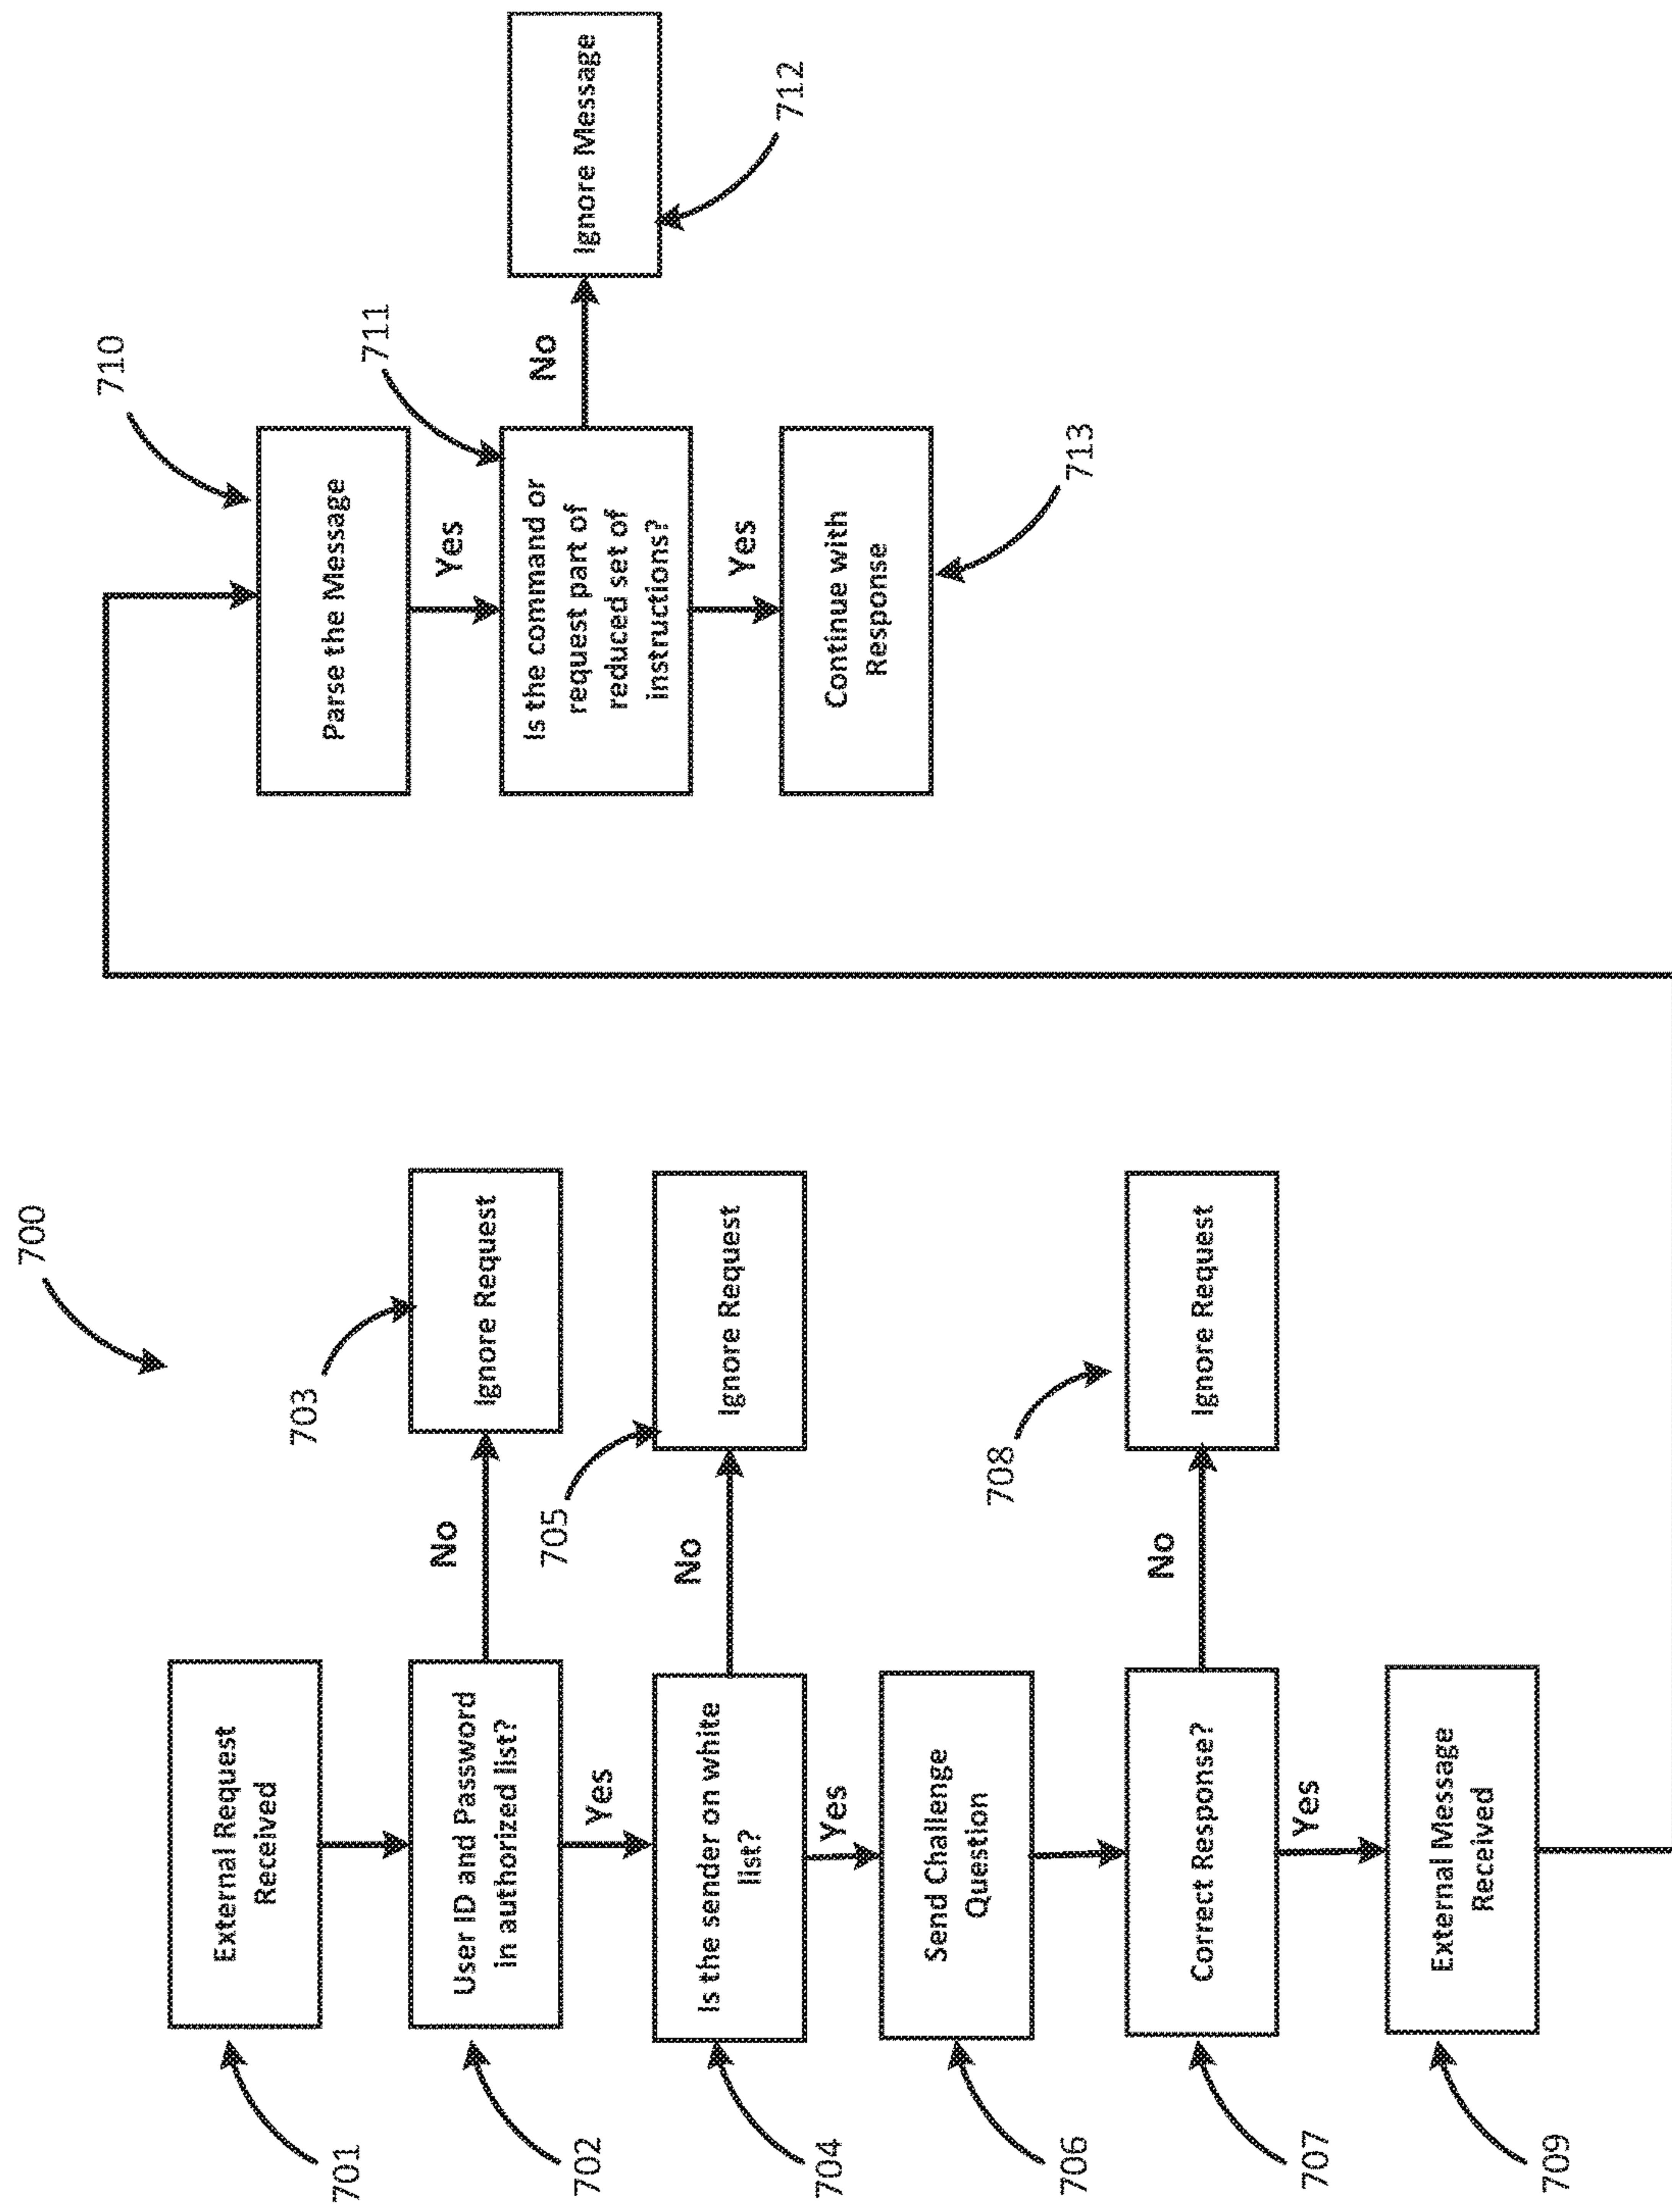 700
701
External Request
Received
702
User ID and Password
in authorized list?
No
703
Ignore Request
Yes
704
Is the sender on white
list?
No
705
Ignore Request
Yes
706
Send Challenge
Question
707
Correct Response?
No
708
Ignore Request
Yes
709
External Message
Received
710
Parse the Message
Yes
711
Is the command or
request part of
reduced set of
instructions?
No
Ignore Message
712
Yes
Continue with
Response
713